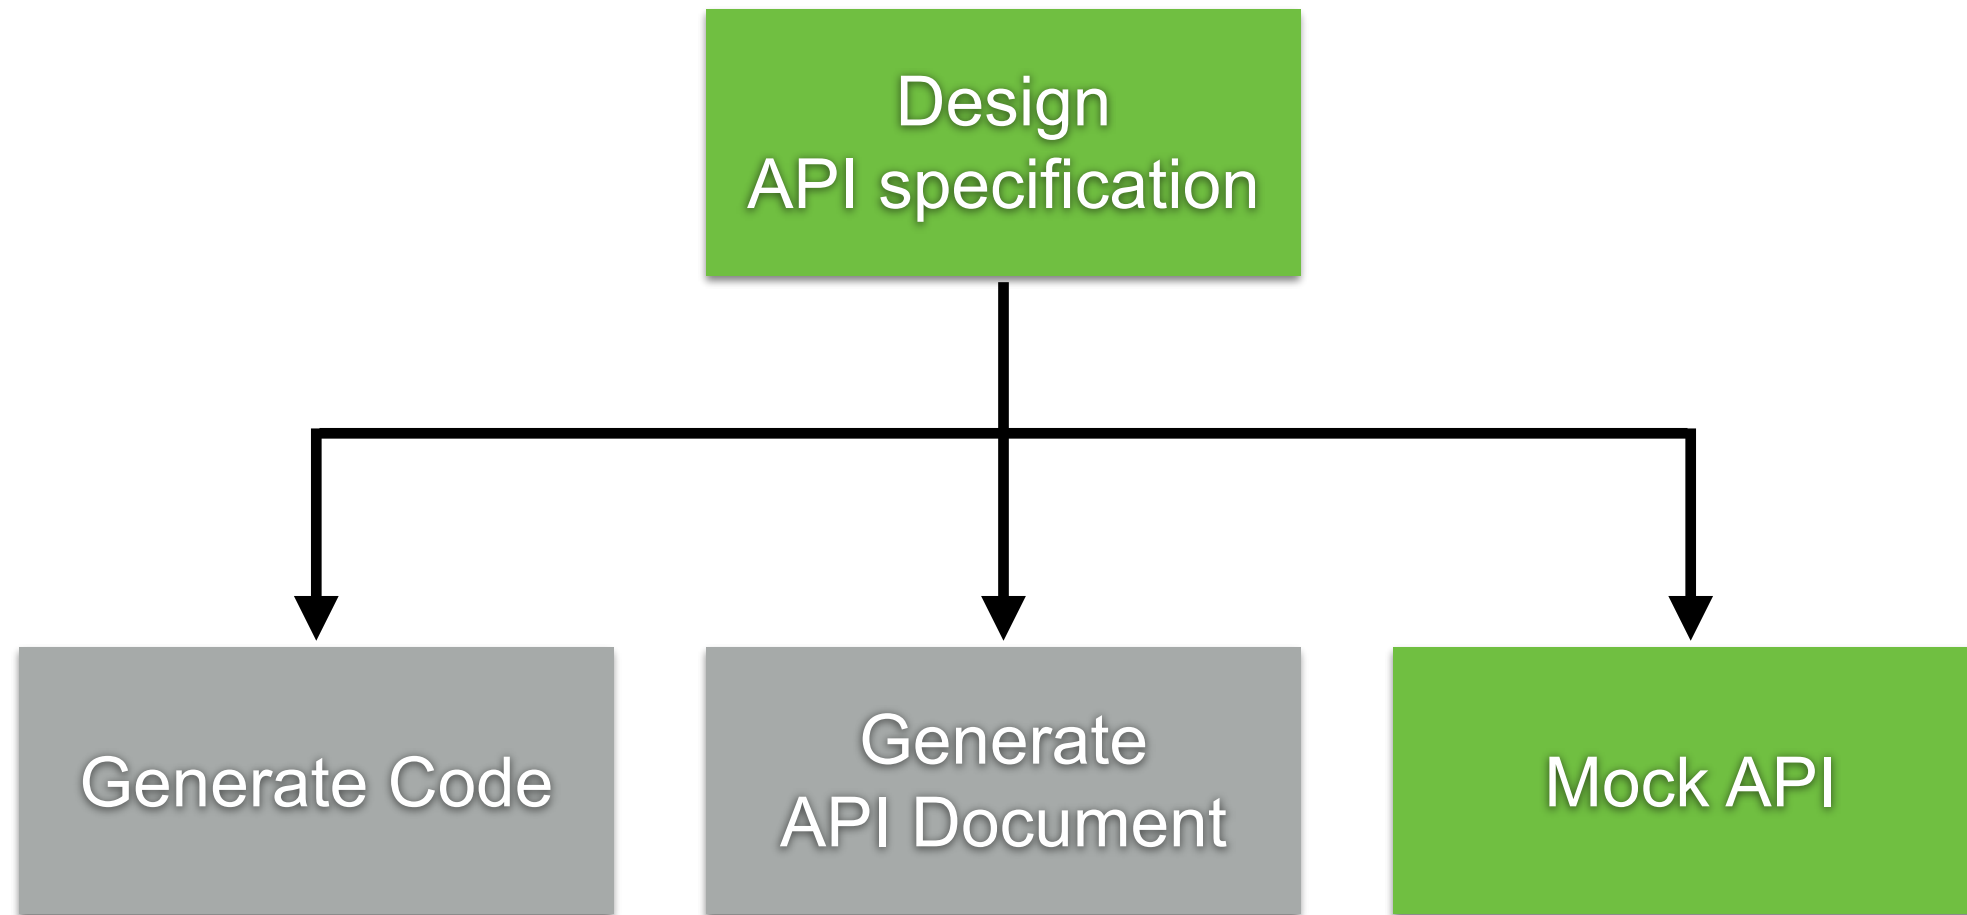 Design
API specification
Generate Code
Generate
API Document
Mock API